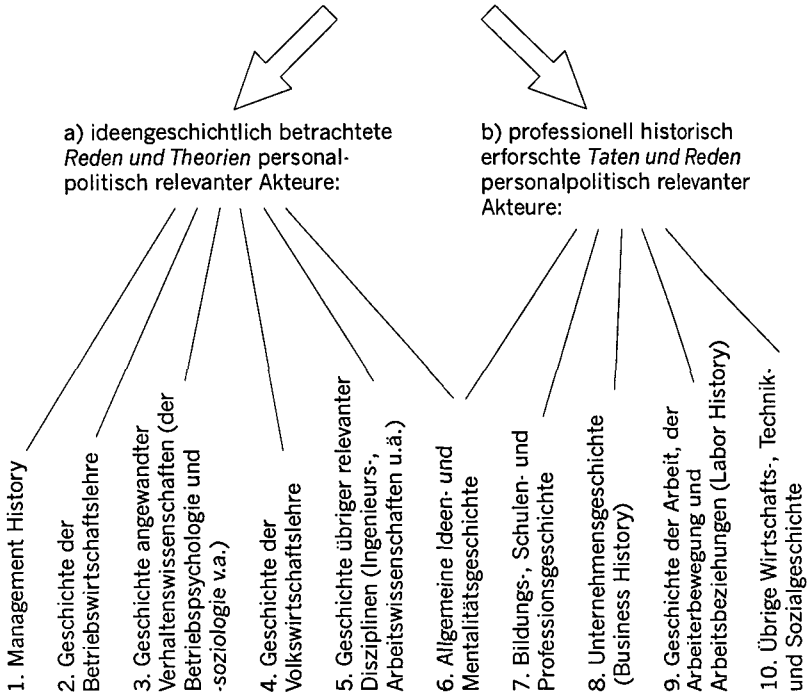 a) ideengeschichtlich betrachtete
Reden und Theorien personal-
politisch relevanter Akteure:
b) professionell historisch
erforschte Taten und Reden
personalpolitisch relevanter
Akteure:
1. Management History
2. Geschichte der
Betriebswirtschaftslehre
3. Geschichte angewandter
Verhaltenswissenschaften (der
Betriebspsychologie und
-soziologie v.a.)
4. Geschichte der
Volkswirtschaftslehre
5. Geschichte übriger relevanter
Disziplinen (Ingenieurs-,
Arbeitswissenschaften u.ä.)
6. Allgemeine Ideen- und
Mentalitätsgeschichte
7. Bildungs-, Schulen- und
Professionsgeschichte
8. Unternehmensgeschichte
(Business History)
9. Geschichte der Arbeit, der
Arbeiterbewegung und
Arbeitsbeziehungen (Labor History)
10. Übrige Wirtschafts-, Technik-
und Sozialgeschichte